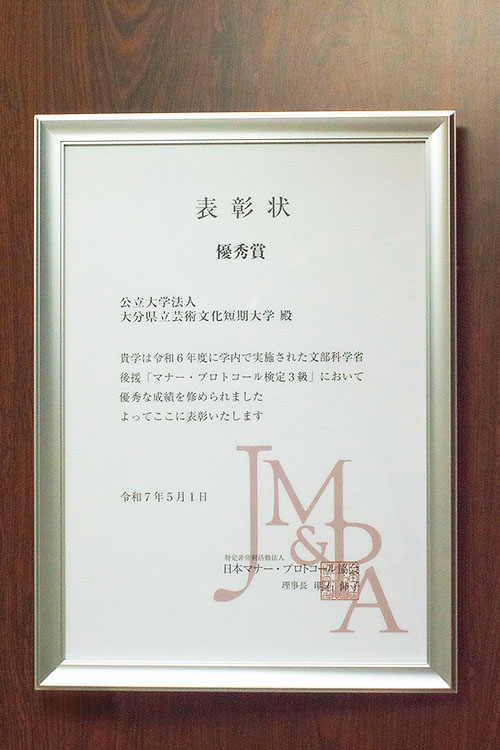 表彰状
優秀賞
公立大学法人
大分県立芸術文化短期大学 殿
貴学は令和6年度に学内で実施された文部科学省
後援「マナー・プロトコール検定3級」において
優秀な成績を修められました
よってここに表彰いたします
令和7年5月1日
JM&PA
特定非営利活動法人
日本マナー・プロトコール協会
理事長 明石 伸子